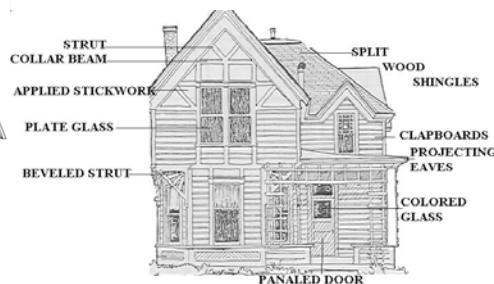 STRUT
COLLAR BEAM
APPLIED STICKWORK
PLATE GLASS
BEVELED STRUT
SPLIT
WOOD
SHINGLES
CLAPBOARDS
PROJECTING
EAVES
COLORED
GLASS
PANALED DOOR